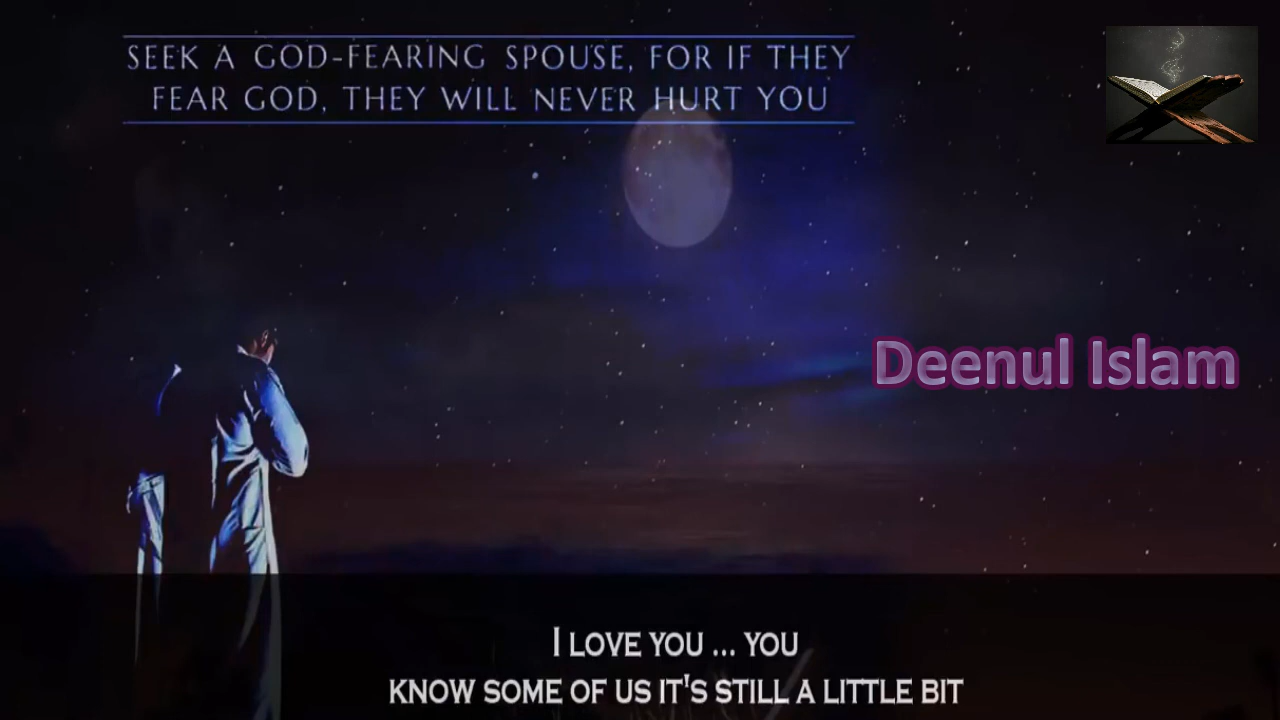 SEEK A GOD-FEARING SPOUSE, FOR IF THEY
FEAR GOD, THEY WILL NEVER HURT YOU
Deenul Islam
I LOVE YOU ... YOU
KNOW SOME OF US IT'S STILL A LITTLE BIT